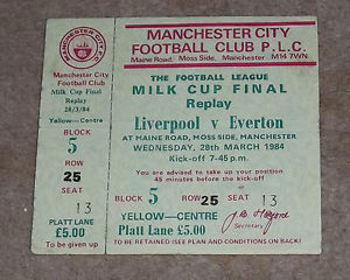 MANCHESTER CITY F.C.
Manchester City
Football Club
Milk Cup Final
Replay
28/3/84
Yellow—Centre
BLOCK
5
ROW
25
SEAT
13
PLATT LANE
£5.00
To be given up
MANCHESTER CITY
FOOTBALL CLUB P.L.C.
Maine Road, Moss Side, Manchester M14 7WN
THE FOOTBALL LEAGUE
MILK CUP FINAL
Replay
Liverpool v Everton
AT MAINE ROAD, MOSS SIDE, MANCHESTER
WEDNESDAY, 28th MARCH 1984
Kick-off 7-45 p.m.
You are advised to take up your position
45 minutes before the kick-off
BLOCK 5 ROW 25 SEAT 13
YELLOW—CENTRE
Platt Lane £5.00
Secretary
TO BE RETAINED (SEE PLAN AND CONDITIONS ON BACK)